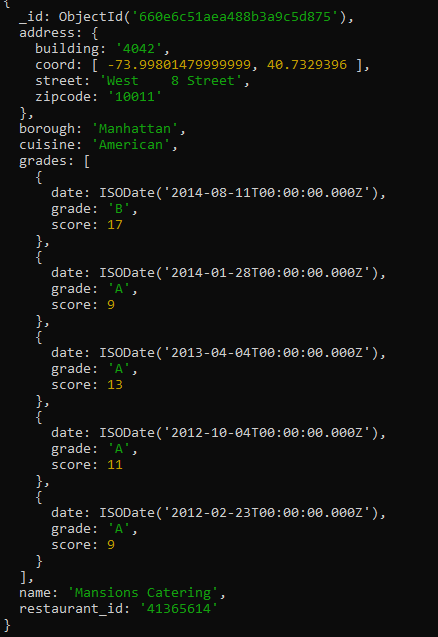 {
  _id: ObjectId('660e6c51aea488b3a9c5d875'),
  address: {
    building: '4042',
    coord: [ -73.99801479999999, 40.7329396 ],
    street: 'West    8 Street',
    zipcode: '10011'
  },
  borough: 'Manhattan',
  cuisine: 'American',
  grades: [
    {
      date: ISODate('2014-08-11T00:00:00.000Z'),
      grade: 'B',
      score: 17
    },
    {
      date: ISODate('2014-01-28T00:00:00.000Z'),
      grade: 'A',
      score: 9
    },
    {
      date: ISODate('2013-04-04T00:00:00.000Z'),
      grade: 'A',
      score: 13
    },
    {
      date: ISODate('2012-10-04T00:00:00.000Z'),
      grade: 'A',
      score: 11
    },
    {
      date: ISODate('2012-02-23T00:00:00.000Z'),
      grade: 'A',
      score: 9
    }
  ],
  name: 'Mansions Catering',
  restaurant_id: '41365614'
}